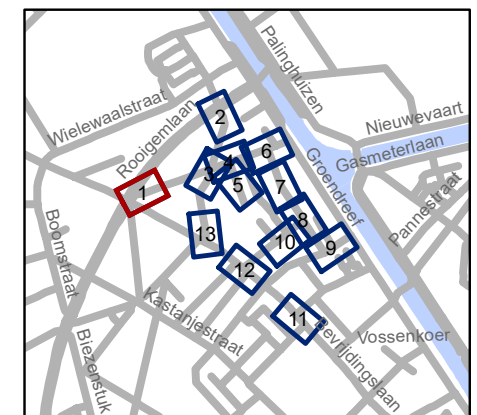 Palinghuizen
Wielewaalstraat
Rooigemlaan
Nieuwevaart
Gasmeterlaan
Groendreef
Pannestraat
2
6
4
3
5
7
1
8
13
10
9
12
Boomstraat
Kastanjestraat
11
Bevrijdingslaan
Vossenkoer
Biezenstuk